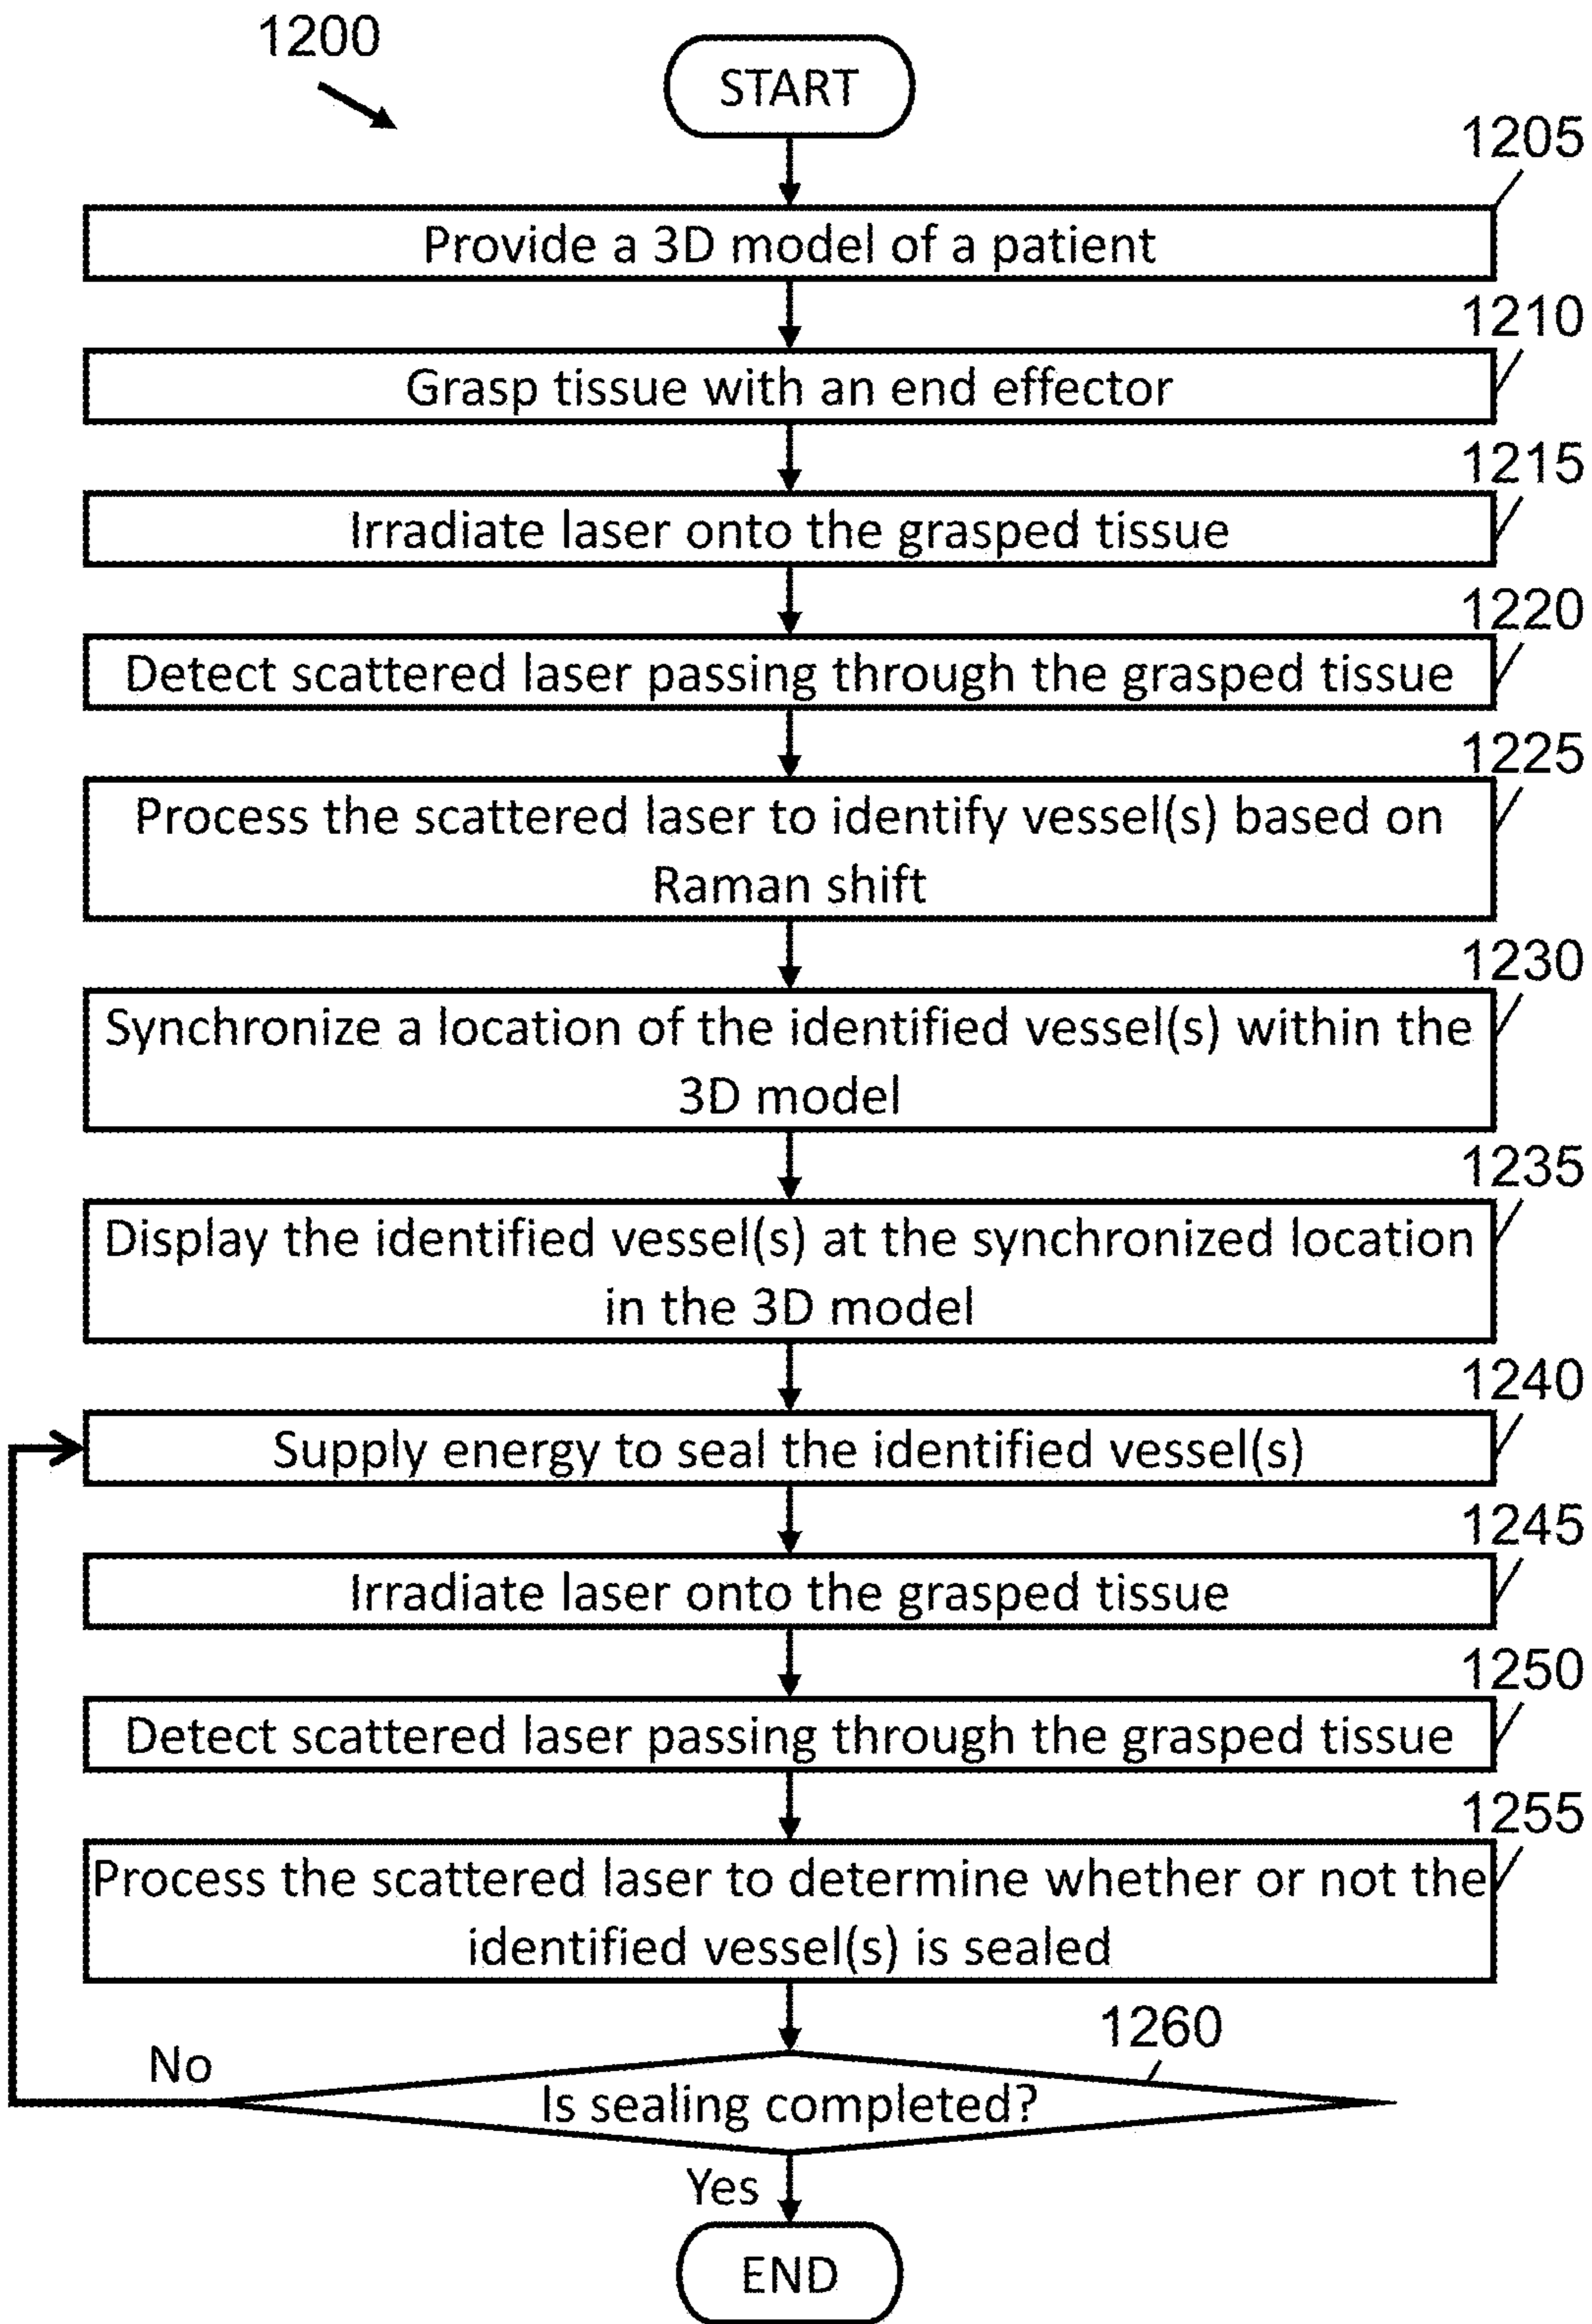 1200
START
1205
Provide a 3D model of a patient
1210
Grasp tissue with an end effector
1215
Irradiate laser onto the grasped tissue
1220
Detect scattered laser passing through the grasped tissue
1225
Process the scattered laser to identify vessel(s) based on
Raman shift
1230
Synchronize a location of the identified vessel(s) within the
3D model
1235
Display the identified vessel(s) at the synchronized location
in the 3D model
1240
Supply energy to seal the identified vessel(s)
1245
Irradiate laser onto the grasped tissue
1250
Detect scattered laser passing through the grasped tissue
1255
Process the scattered laser to determine whether or not the
identified vessel(s) is sealed
1260
No
Is sealing completed?
Yes
END